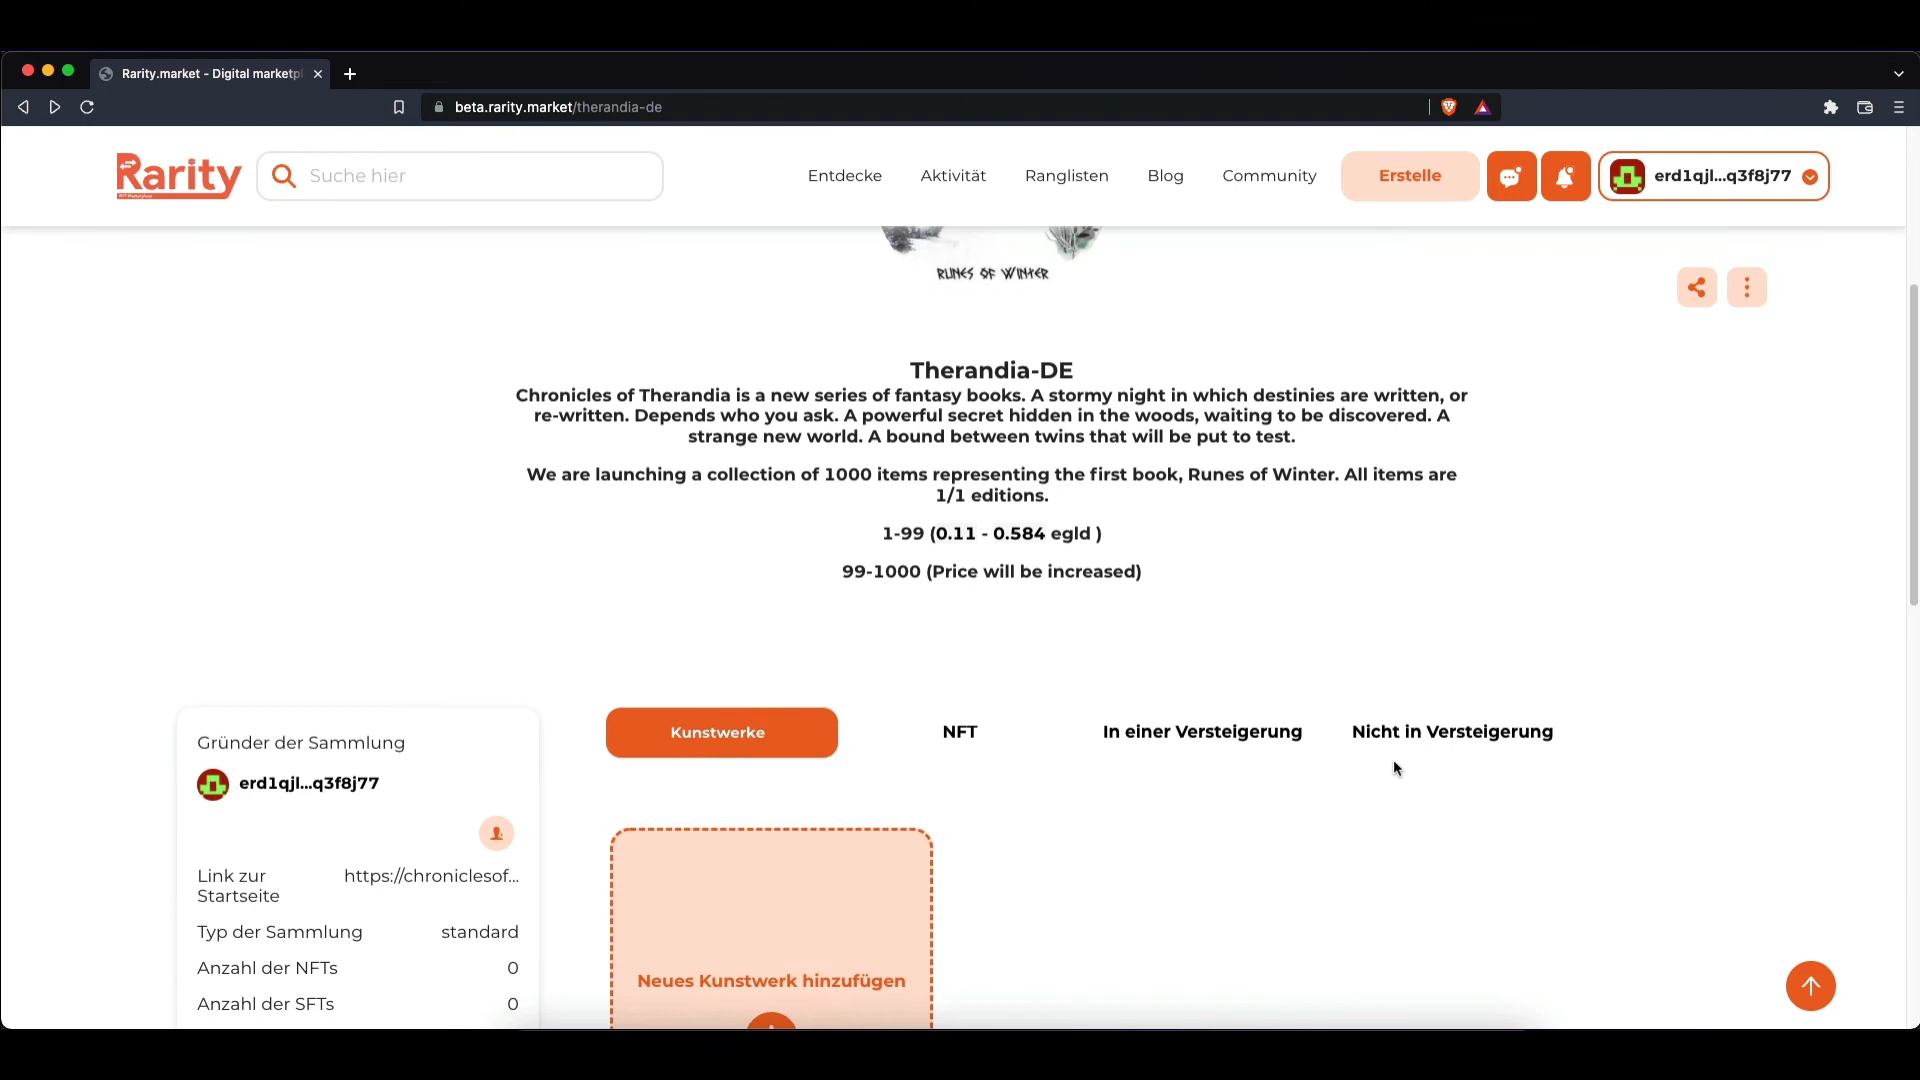 Rarity.market - Digital marketpl
beta.rarity.market/therandia-de
Rarity
Suche hier
Entdecke
Aktivität
Ranglisten
Blog
Community
Erstelle
erd1qjl...q3f8j77
RUNES OF WINTER
Therandia-DE
Chronicles of Therandia is a new series of fantasy books. A stormy night in which destinies are written, or
re-written. Depends who you ask. A powerful secret hidden in the woods, waiting to be discovered. A
strange new world. A bound between twins that will be put to test.
We are launching a collection of 1000 items representing the first book, Runes of Winter. All items are
1/1 editions.
1-99 (0.11 - 0.584 egld )
99-1000 (Price will be increased)
Gründer der Sammlung
erd1qjl...q3f8j77
Link zur
Startseite
https://chroniclesof...
Typ der Sammlung
standard
Anzahl der NFTs
0
Anzahl der SFTs
0
Kunstwerke
NFT
In einer Versteigerung
Nicht in Versteigerung
Neues Kunstwerk hinzufügen